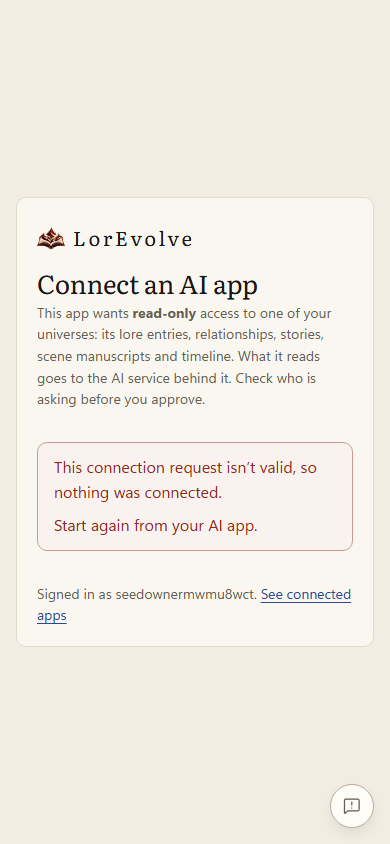 LorEvolve
Connect an AI app
This app wants read-only access to one of your
universes: its lore entries, relationships, stories,
scene manuscripts and timeline. What it reads
goes to the AI service behind it. Check who is
asking before you approve.
This connection request isn't valid, so
nothing was connected.
Start again from your AI app.
Signed in as seedownermwmu8wct. See connected
apps